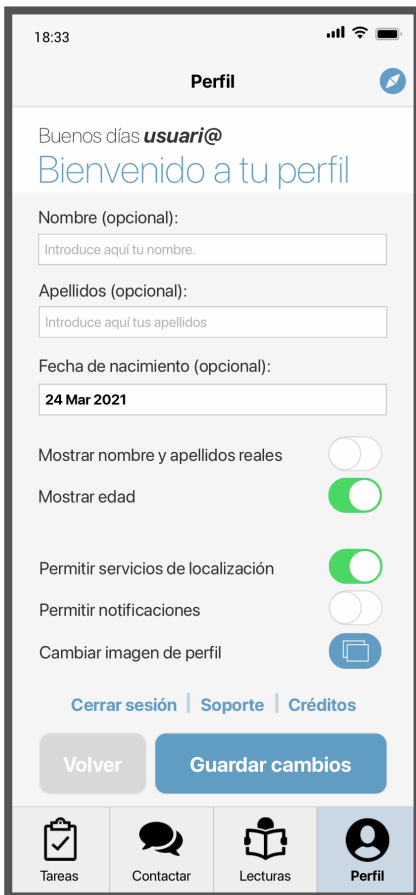 18:33
Perfil
Buenos días usuari@
Bienvenido a tu perfil
Nombre (opcional):
Introduce aquí tu nombre.
Apellidos (opcional):
Introduce aquí tus apellidos
Fecha de nacimiento (opcional):
24 Mar 2021
Mostrar nombre y apellidos reales
Mostrar edad
Permitir servicios de localización
Permitir notificaciones
Cambiar imagen de perfil
Cerrar sesión | Soporte | Créditos
Volver Guardar cambios
Tareas Contactar Lecturas Perfil